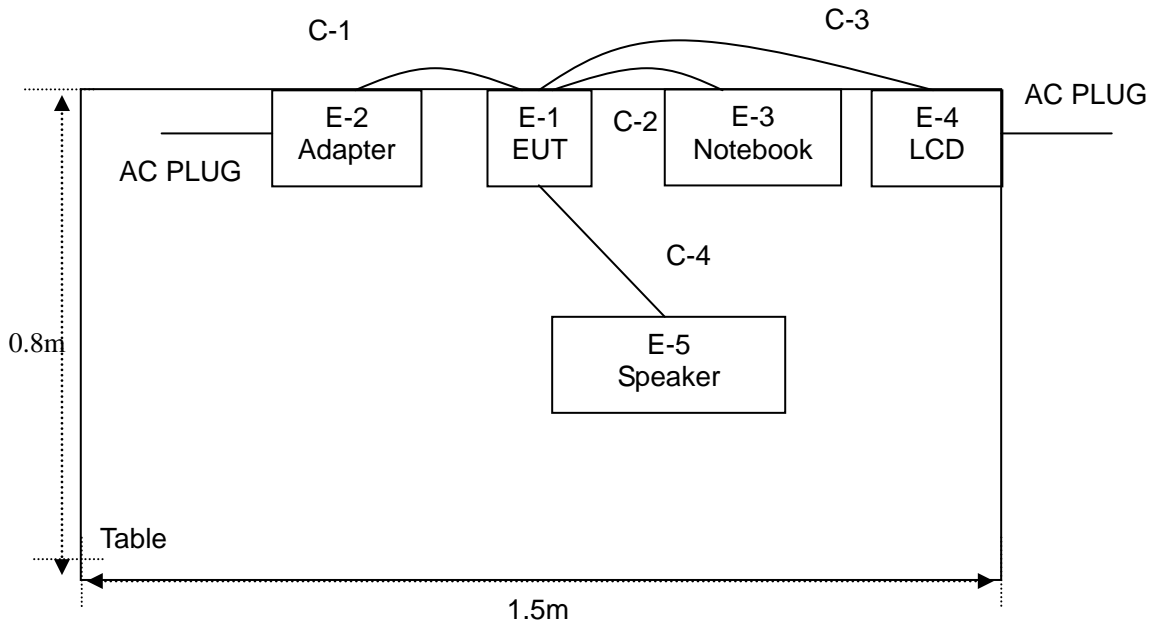 C-1
C-3
AC PLUG
E-2
Adapter
E-1
EUT
C-2
E-3
Notebook
E-4
LCD
AC PLUG
C-4
0.8m
E-5
Speaker
Table
1.5m